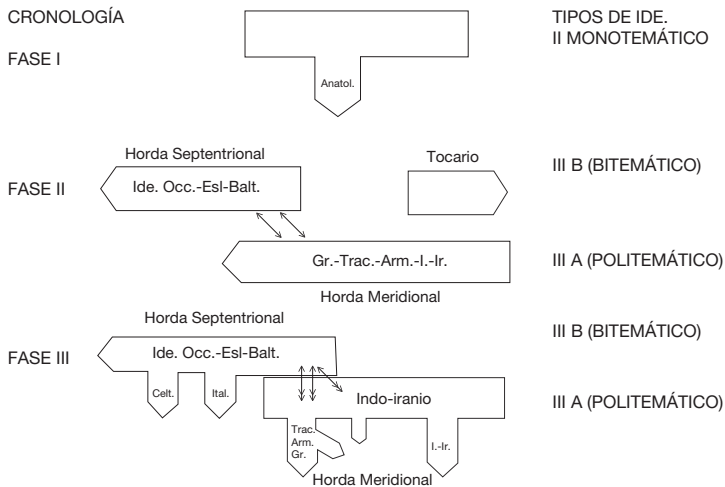 CRONOLOGÍA
TIPOS DE IDE.
II MONOTEMÁTICO
FASE I
Anatol.
Horda Septentrional
Tocario
III B (BITEMÁTICO)
FASE II
Ide. Occ.-Esl-Balt.
Gr.-Trac.-Arm.-I.-Ir.
III A (POLITEMÁTICO)
Horda Meridional
Horda Septentrional
III B (BITEMÁTICO)
FASE III
Ide. Occ.-Esl-Balt.
Celt.
Ital.
Indo-iranio
III A (POLITEMÁTICO)
Trac.
Arm.
Gr.
I.-Ir.
Horda Meridional